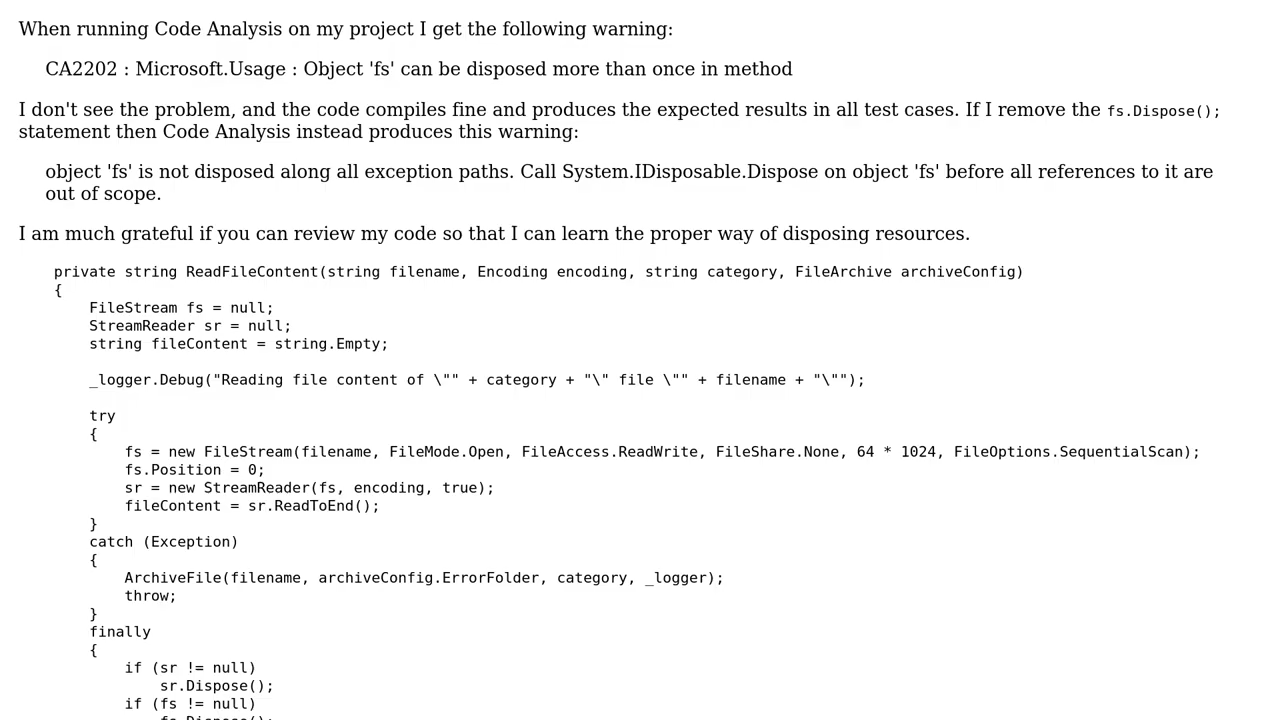 When running Code Analysis on my project I get the following warning:
CA2202 : Microsoft.Usage : Object 'fs' can be disposed more than once in method
I don't see the problem, and the code compiles fine and produces the expected results in all test cases. If I remove the fs.Dispose();
statement then Code Analysis instead produces this warning:
object 'fs' is not disposed along all exception paths. Call System.IDisposable.Dispose on object 'fs' before all references to it are
out of scope.
I am much grateful if you can review my code so that I can learn the proper way of disposing resources.
private string ReadFileContent(string filename, Encoding encoding, string category, FileArchive archiveConfig)
{
FileStream fs = null;
StreamReader sr = null;
string fileContent = string.Empty;
_logger.Debug("Reading file content of \"" + category + "\" file \"" + filename + "\"");
try
{
fs = new FileStream(filename, FileMode.Open, FileAccess.ReadWrite, FileShare.None, 64 * 1024, FileOptions.SequentialScan);
fs.Position = 0;
sr = new StreamReader(fs, encoding, true);
fileContent = sr.ReadToEnd();
}
catch (Exception)
{
ArchiveFile(filename, archiveConfig.ErrorFolder, category, _logger);
throw;
}
finally
{
if (sr != null)
sr.Dispose();
if (fs != null)
fs.Dispose();